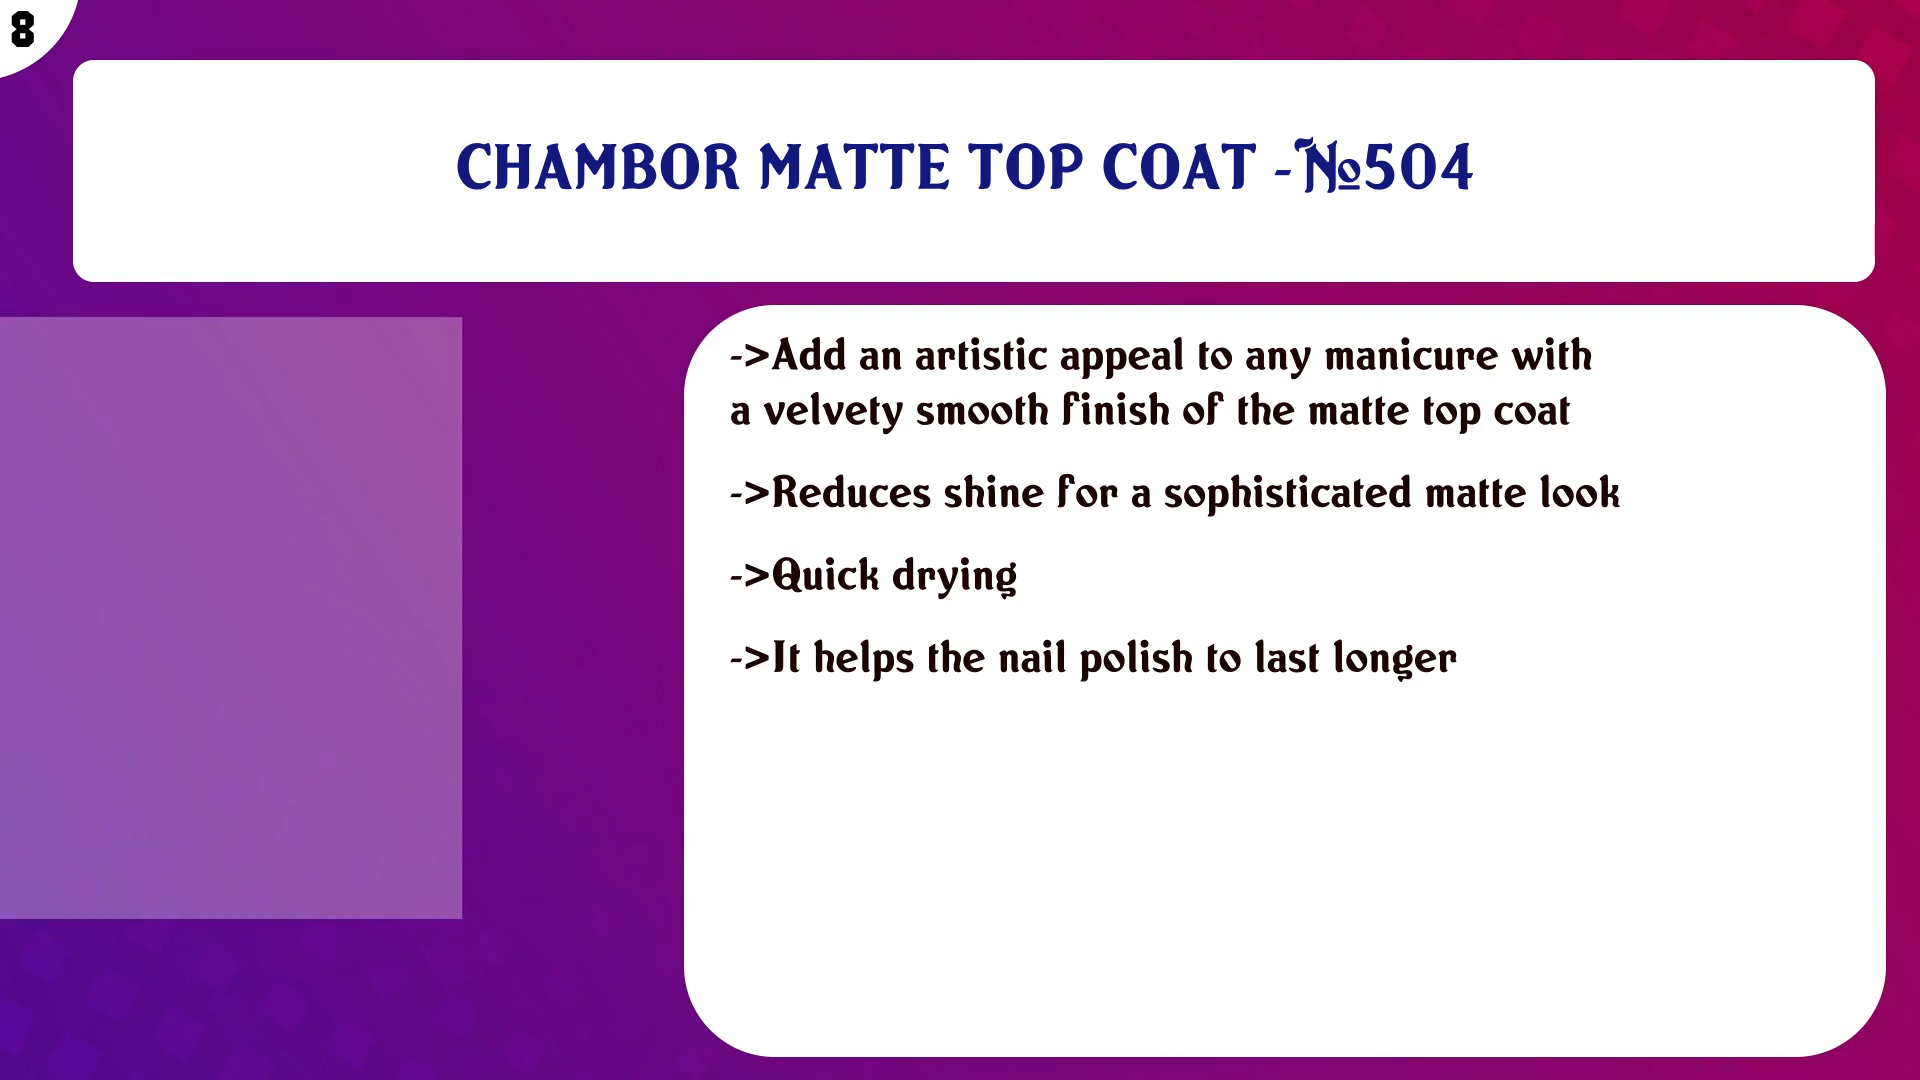 8
CHAMBOR MATTE TOP COAT -№504
->Add an artistic appeal to any manicure with
a velvety smooth finish of the matte top coat
->Reduces shine for a sophisticated matte look
->Quick drying
->It helps the nail polish to last longer